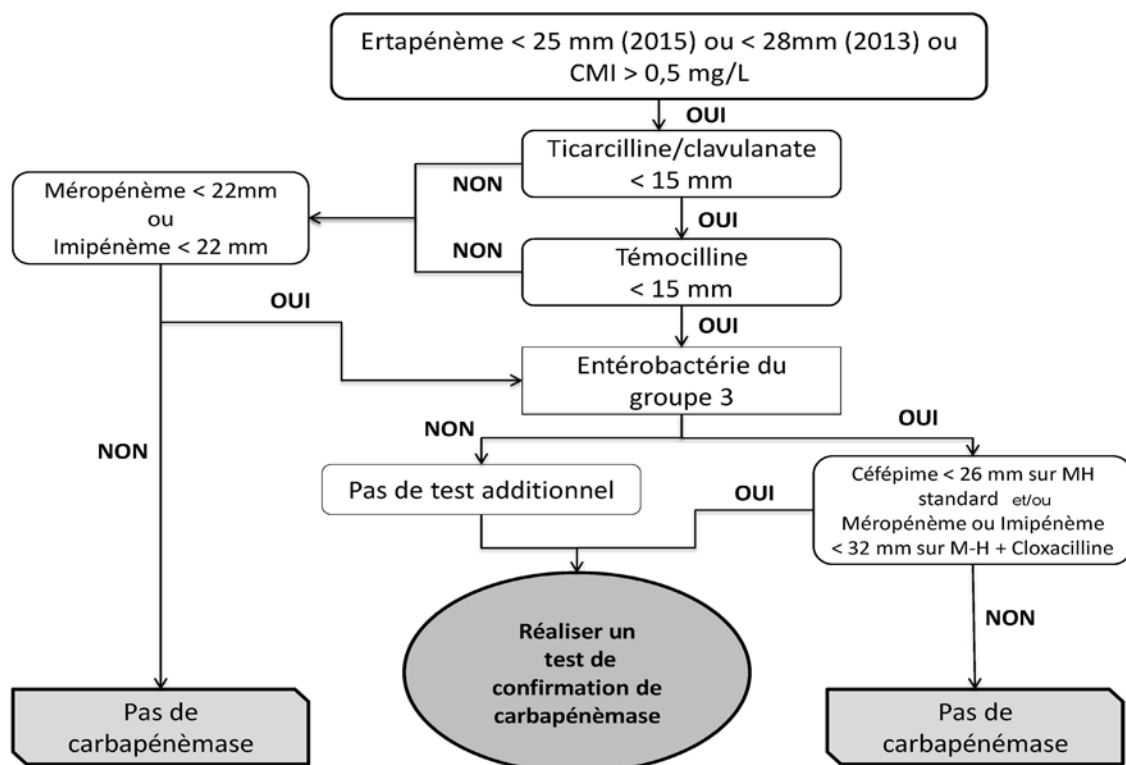 Ertapénème < 25 mm (2015) ou < 28mm (2013) ou
CMI > 0,5 mg/L
OUI
Ticarcilline/clavulanate
< 15 mm
NON
Méropénème < 22mm
ou
Imipénème < 22 mm
OUI
NON
Témocilline
< 15 mm
OUI
OUI
Entérobactérie du
groupe 3
NON
NON
OUI
Pas de test additionnel
OUI
Céfépime < 26 mm sur MH
standard et/ou
Méropénème ou Imipénème
< 32 mm sur M-H + Cloxacilline
NON
Réaliser un
test de
confirmation de
carbapénèmase
Pas de
carbapénèmase
Pas de
carbapénémase